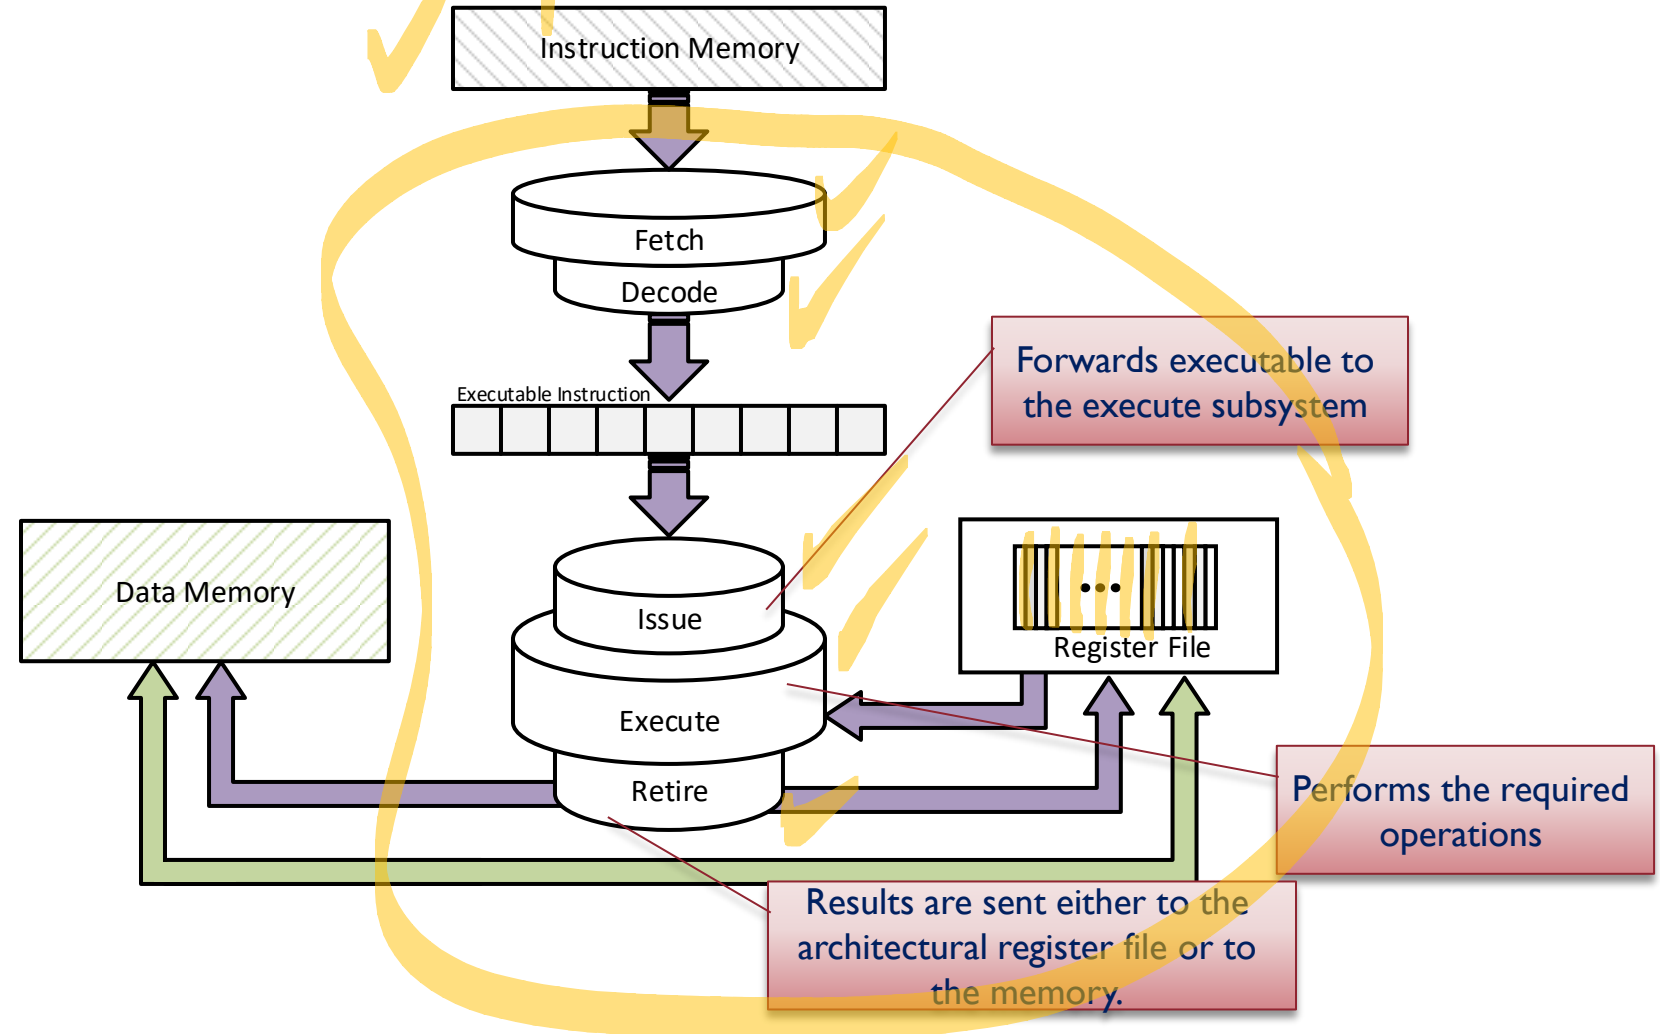 Instruction Memory
Fetch
Decode
Executable Instruction
Forwards executable to
the execute subsystem
Data Memory
Issue
Execute
Retire
...
Register File
Performs the required
operations
Results are sent either to the
architectural register file or to
the memory.